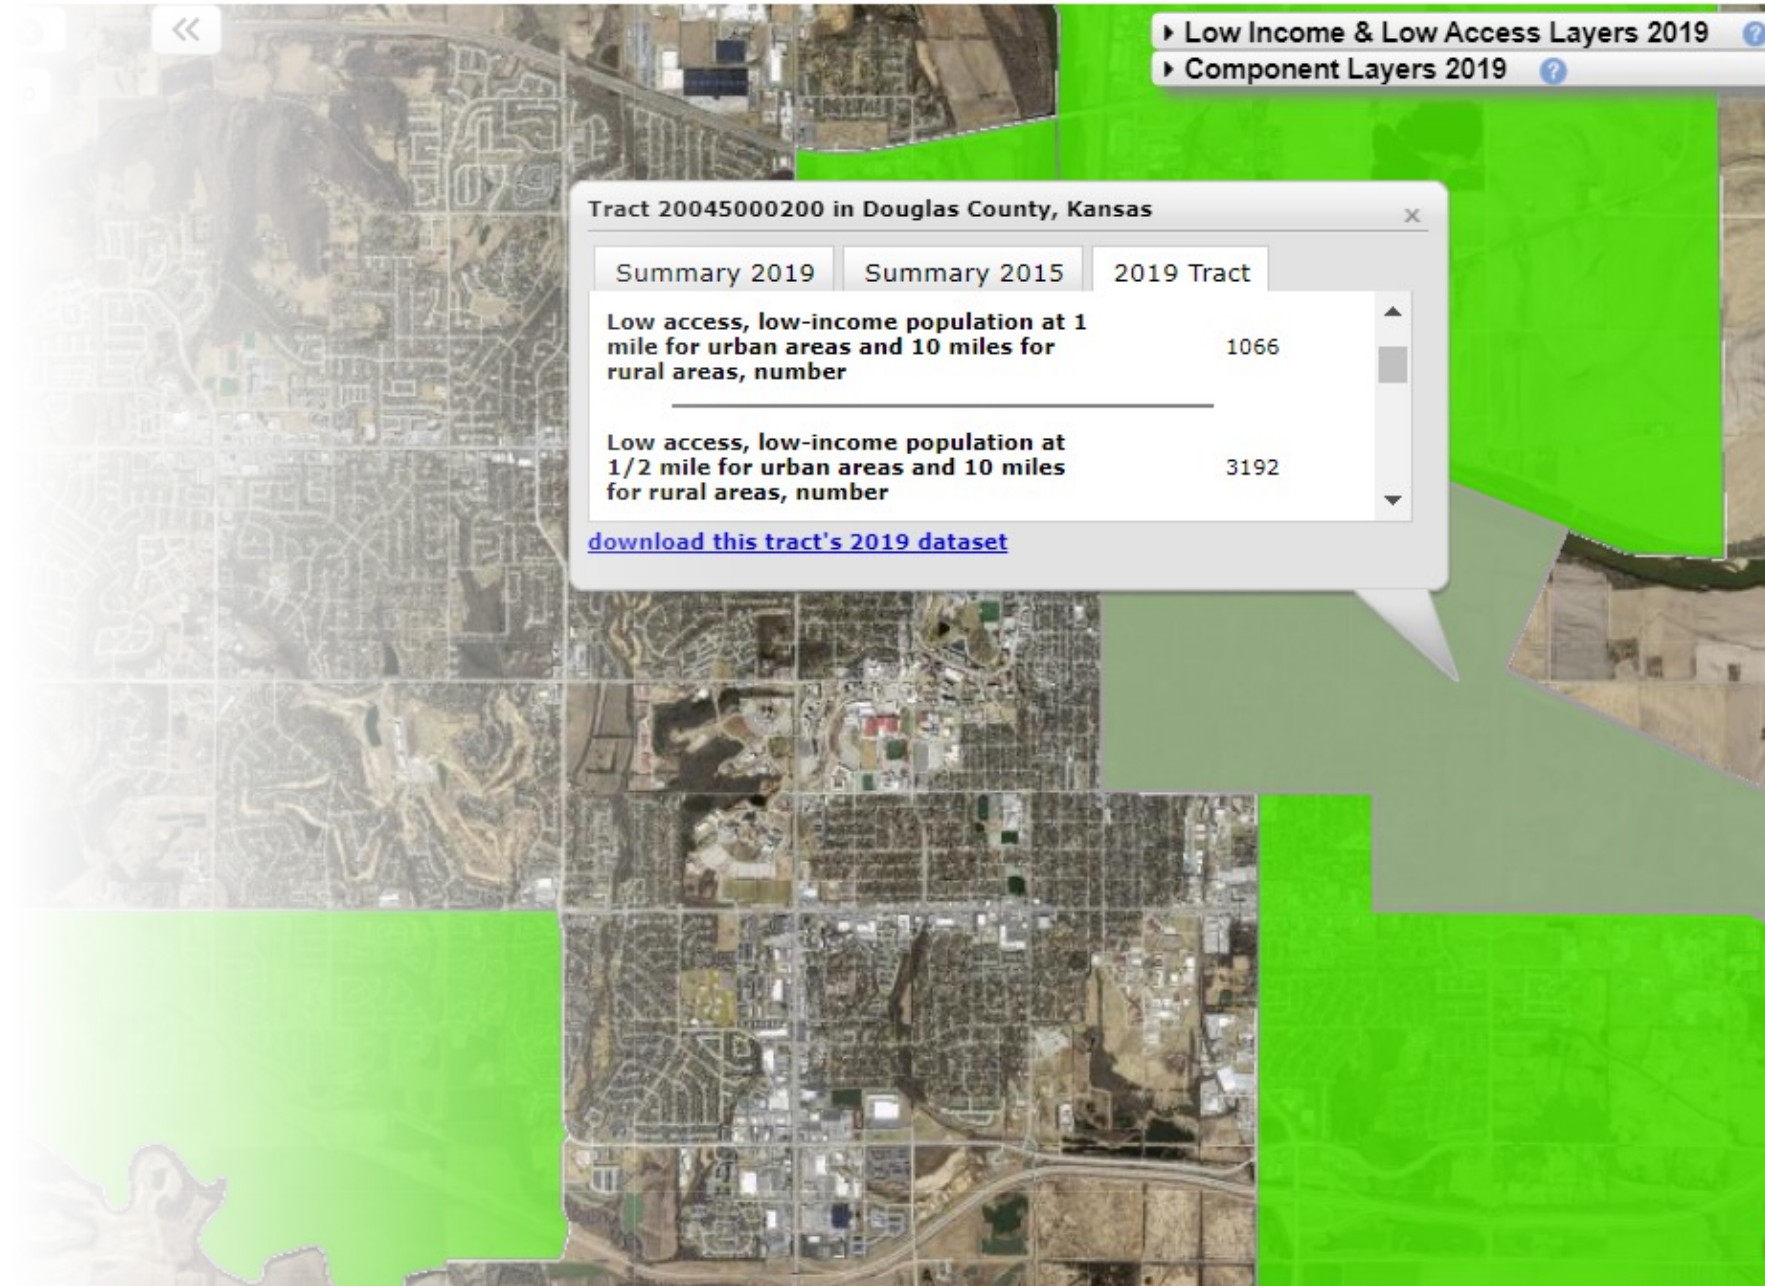 «
Low Income & Low Access Layers 2019 ?
Component Layers 2019 ?
Tract 20045000200 in Douglas County, Kansas x
Summary 2019 Summary 2015 2019 Tract
Low access, low-income population at 1
mile for urban areas and 10 miles for
rural areas, number
1066
Low access, low-income population at
1/2 mile for urban areas and 10 miles
for rural areas, number
3192
download this tract's 2019 dataset